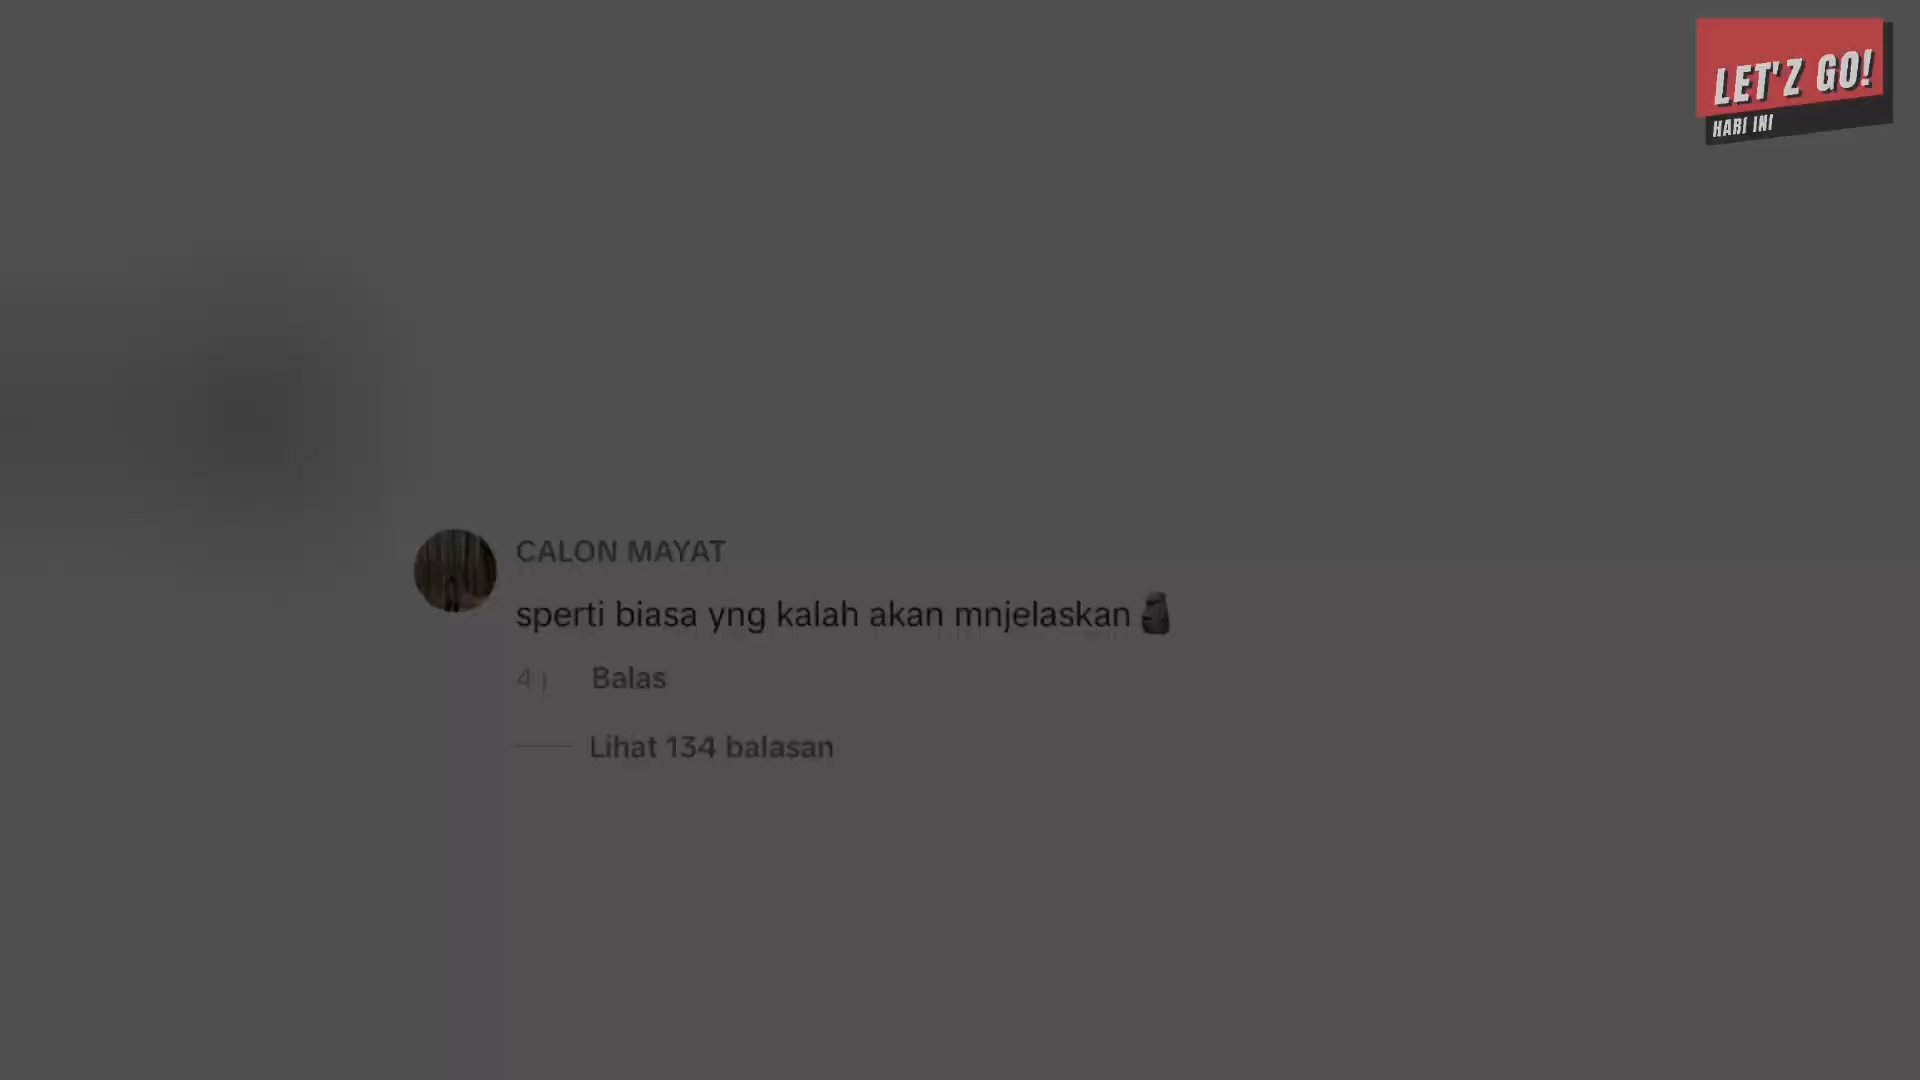 LET'Z GO!
HARI INI
CALON MAYAT
sperti biasa yng kalah akan mnjelaskan 🗿
4 j Balas
Lihat 134 balasan